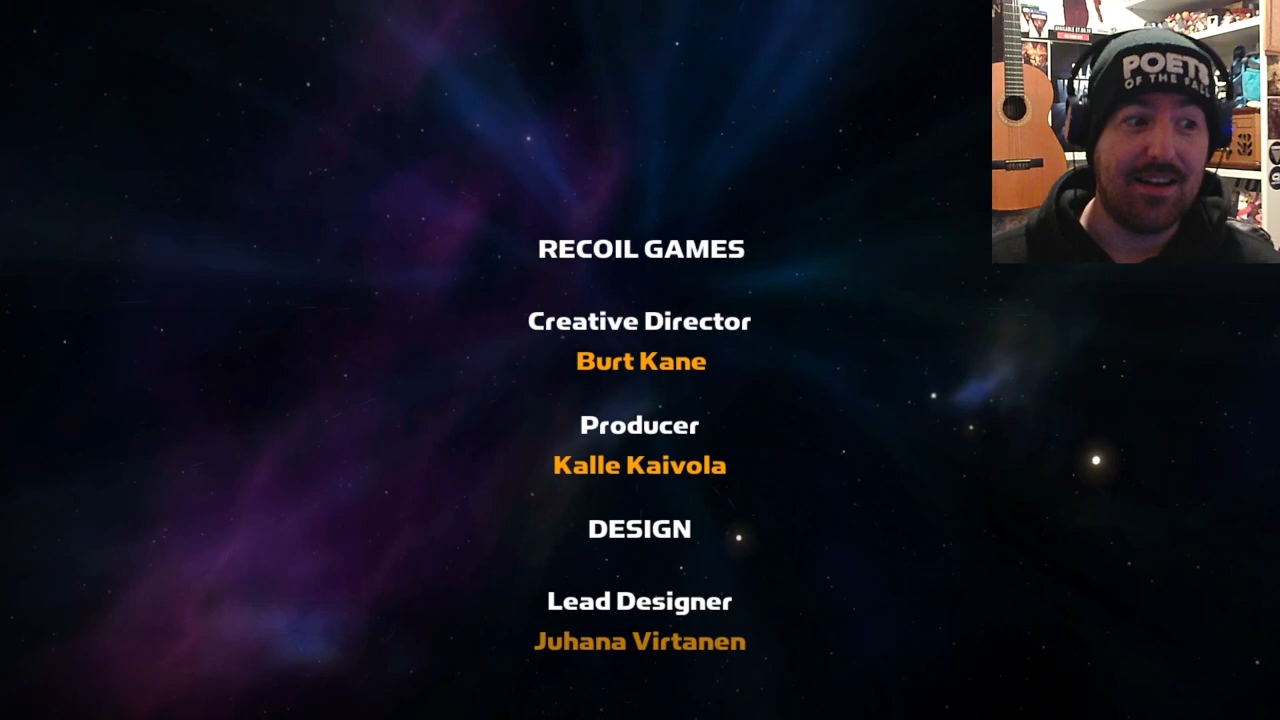 RECOIL GAMES
Creative Director
Burt Kane
Producer
Kalle Kaivola
DESIGN
Lead Designer
Juhana Virtanen
POETS
OF THE FALL